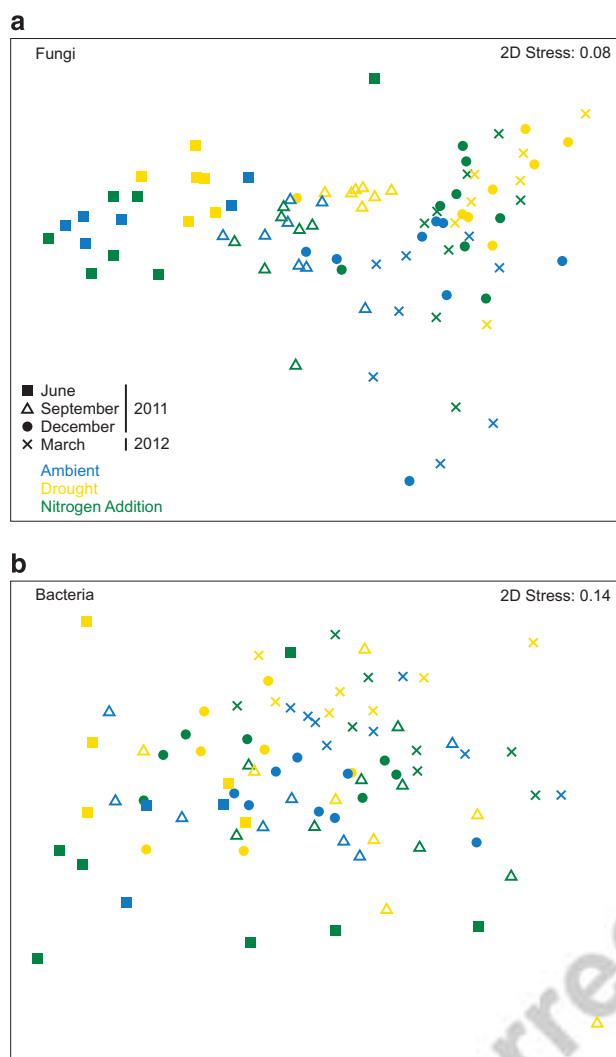 a
Fungi
2D Stress: 0.08
June
September
2011
December
March
2012
Ambient
Drought
Nitrogen Addition
b
Bacteria
2D Stress: 0.14